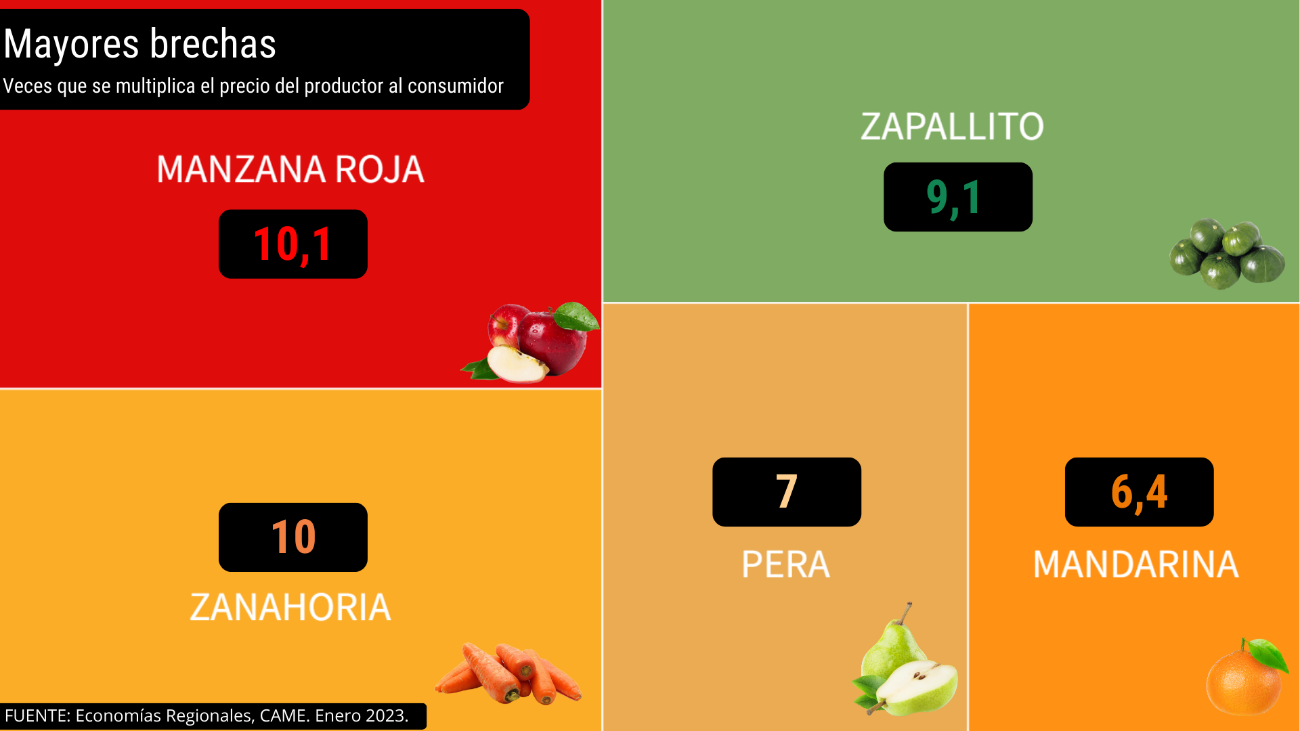 Mayores brechas
Veces que se multiplica el precio del productor al consumidor
MANZANA ROJA
10,1
ZAPALLITO
9,1
10
ZANAHORIA
7
PERA
6,4
MANDARINA
FUENTE: Economías Regionales, CAME. Enero 2023.